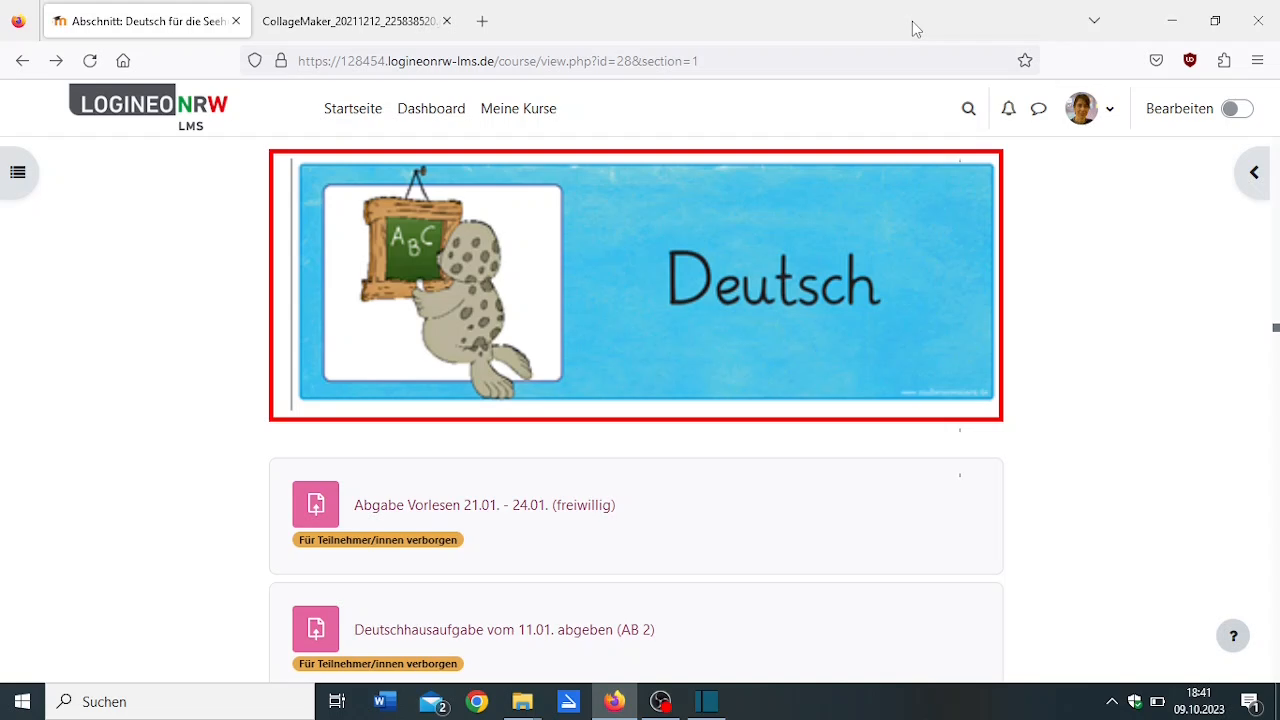 Abschnitt: Deutsch für die Seeh
CollageMaker_20211212_225838520.
https://128454.logineonrw-lms.de/course/view.php?id=28&section=1
LOGINEO NRW
LMS
Startseite
Dashboard
Meine Kurse
Bearbeiten
A B C
Deutsch
Abgabe Vorlesen 21.01. - 24.01. (freiwillig)
Für Teilnehmer/innen verborgen
Deutschhausaufgabe vom 11.01. abgeben (AB 2)
Für Teilnehmer/innen verborgen
?
Suchen
2
18:41
09.10.2023
1